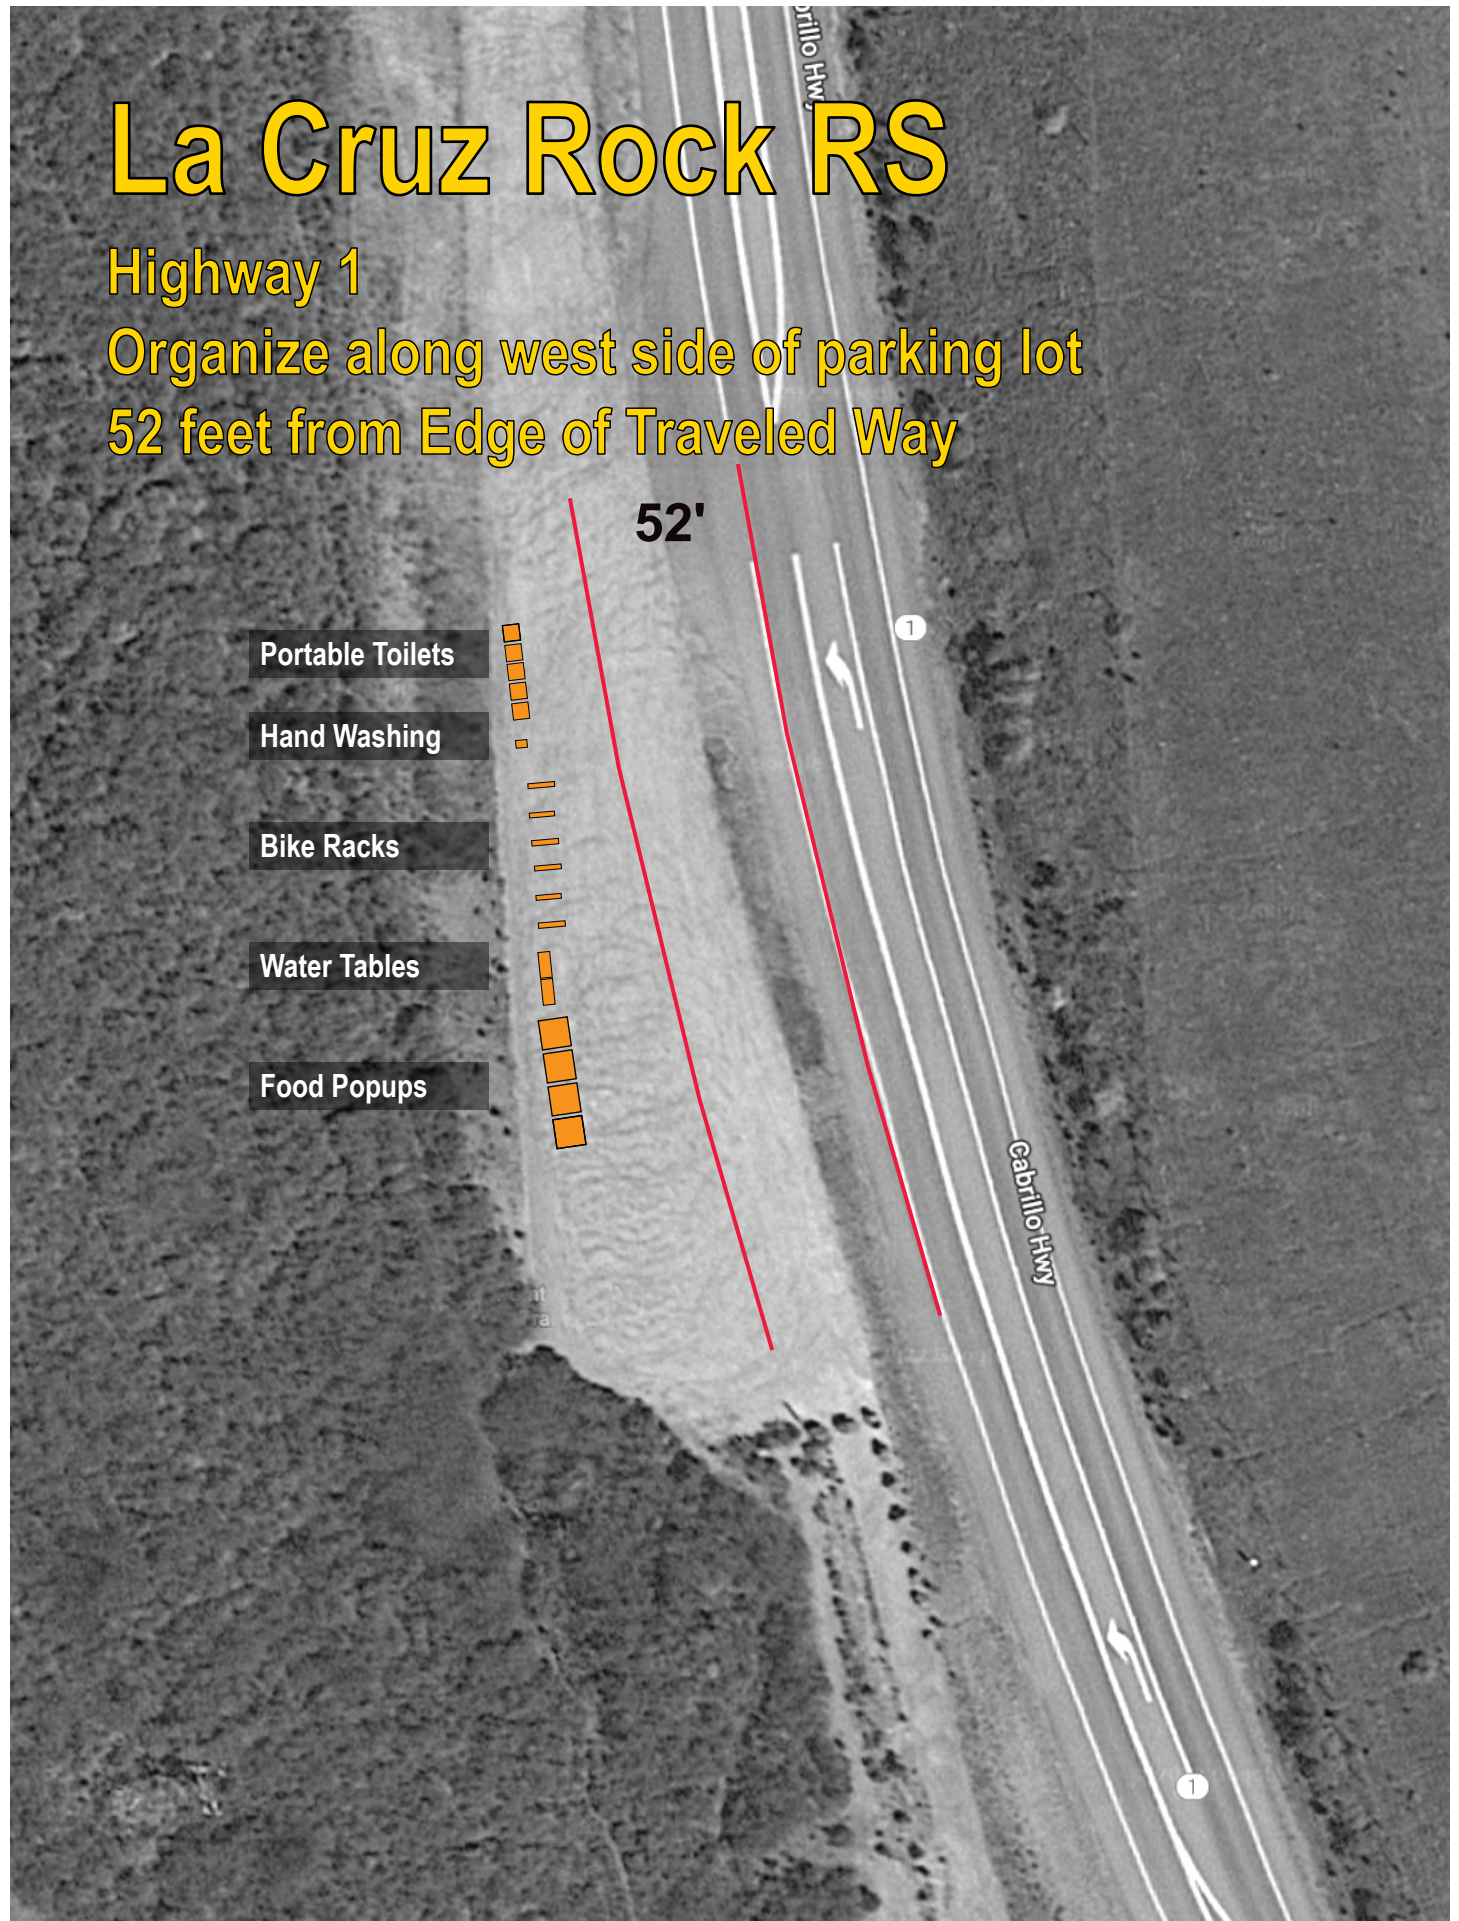 La Cruz Rock RS
Highway 1
Organize along west side of parking lot
52 feet from Edge of Traveled Way
52'
1
Portable Toilets
Hand Washing
Bike Racks
Water Tables
Food Popups
Cabrillo Hwy
1